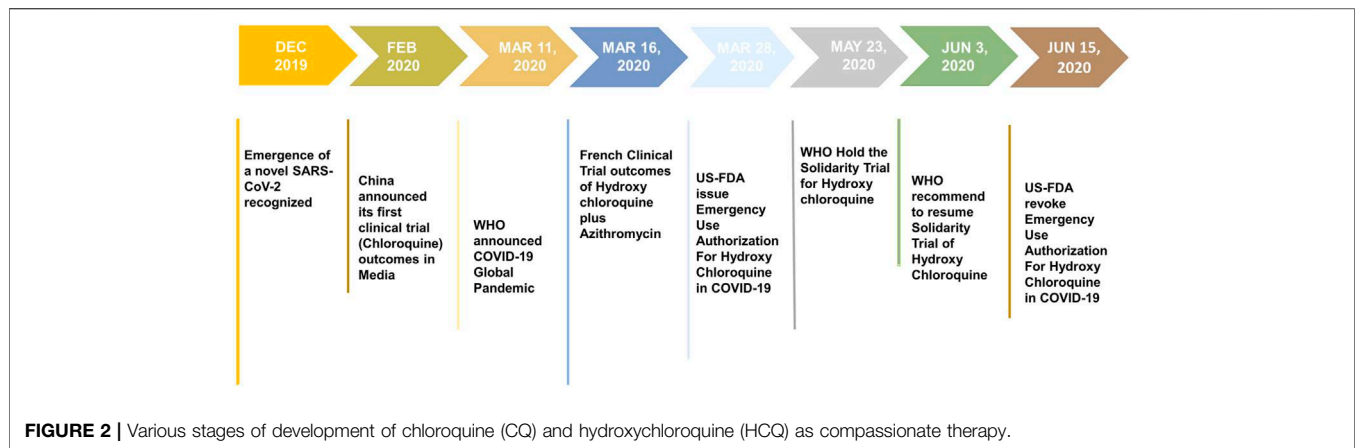 DEC
2019
FEB
2020
MAR 11,
2020
MAR 16,
2020
MAR 28,
2020
MAY 23,
2020
JUN 3,
2020
JUN 15,
2020
Emergence of
a novel SARS-
CoV-2
recognized
China
announced
its first
clinical trial
(Chloroquine)
outcomes in
Media
WHO
announced
COVID-19
Global
Pandemic
French Clinical
Trial outcomes
of Hydroxy
chloroquine
plus
Azithromycin
US-FDA
issue
Emergency
Use
Authorization
For Hydroxy
Chloroquine
in COVID-19
WHO Hold the
Solidarity Trial
for Hydroxy
chloroquine
WHO
recommend
to resume
Solidarity
Trial of
Hydroxy
Chloroquine
US-FDA
revoke
Emergency
Use
Authorization
For Hydroxy
Chloroquine
in COVID-19
FIGURE 2 | Various stages of development of chloroquine (CQ) and hydroxychloroquine (HCQ) as compassionate therapy.